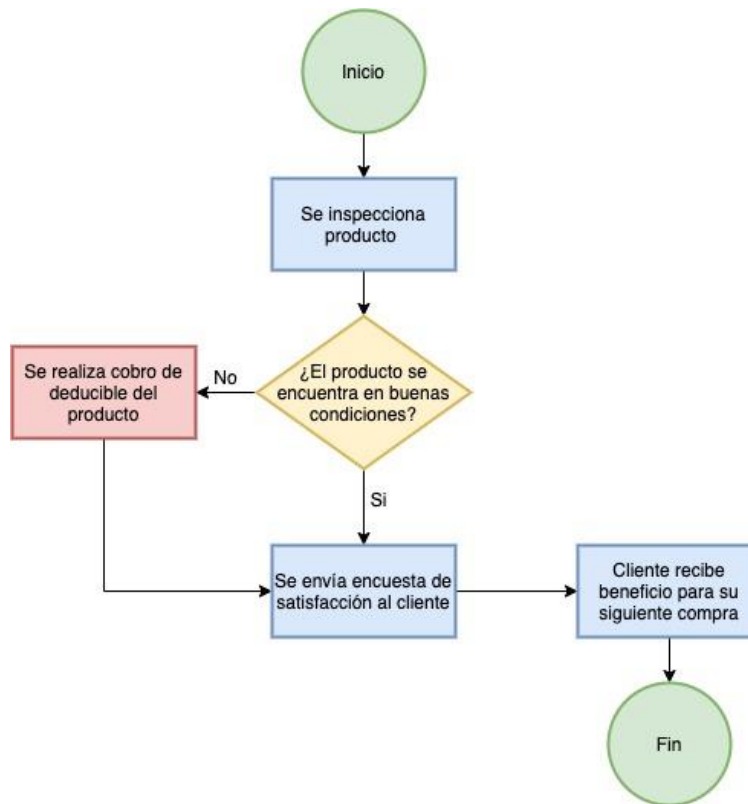 Inicio
Se inspecciona
producto
¿El producto se
encuentra en buenas
condiciones?
No
Se realiza cobro de
deducible del
producto
Si
Se envía encuesta de
satisfacción al cliente
Cliente recibe
beneficio para su
siguiente compra
Fin